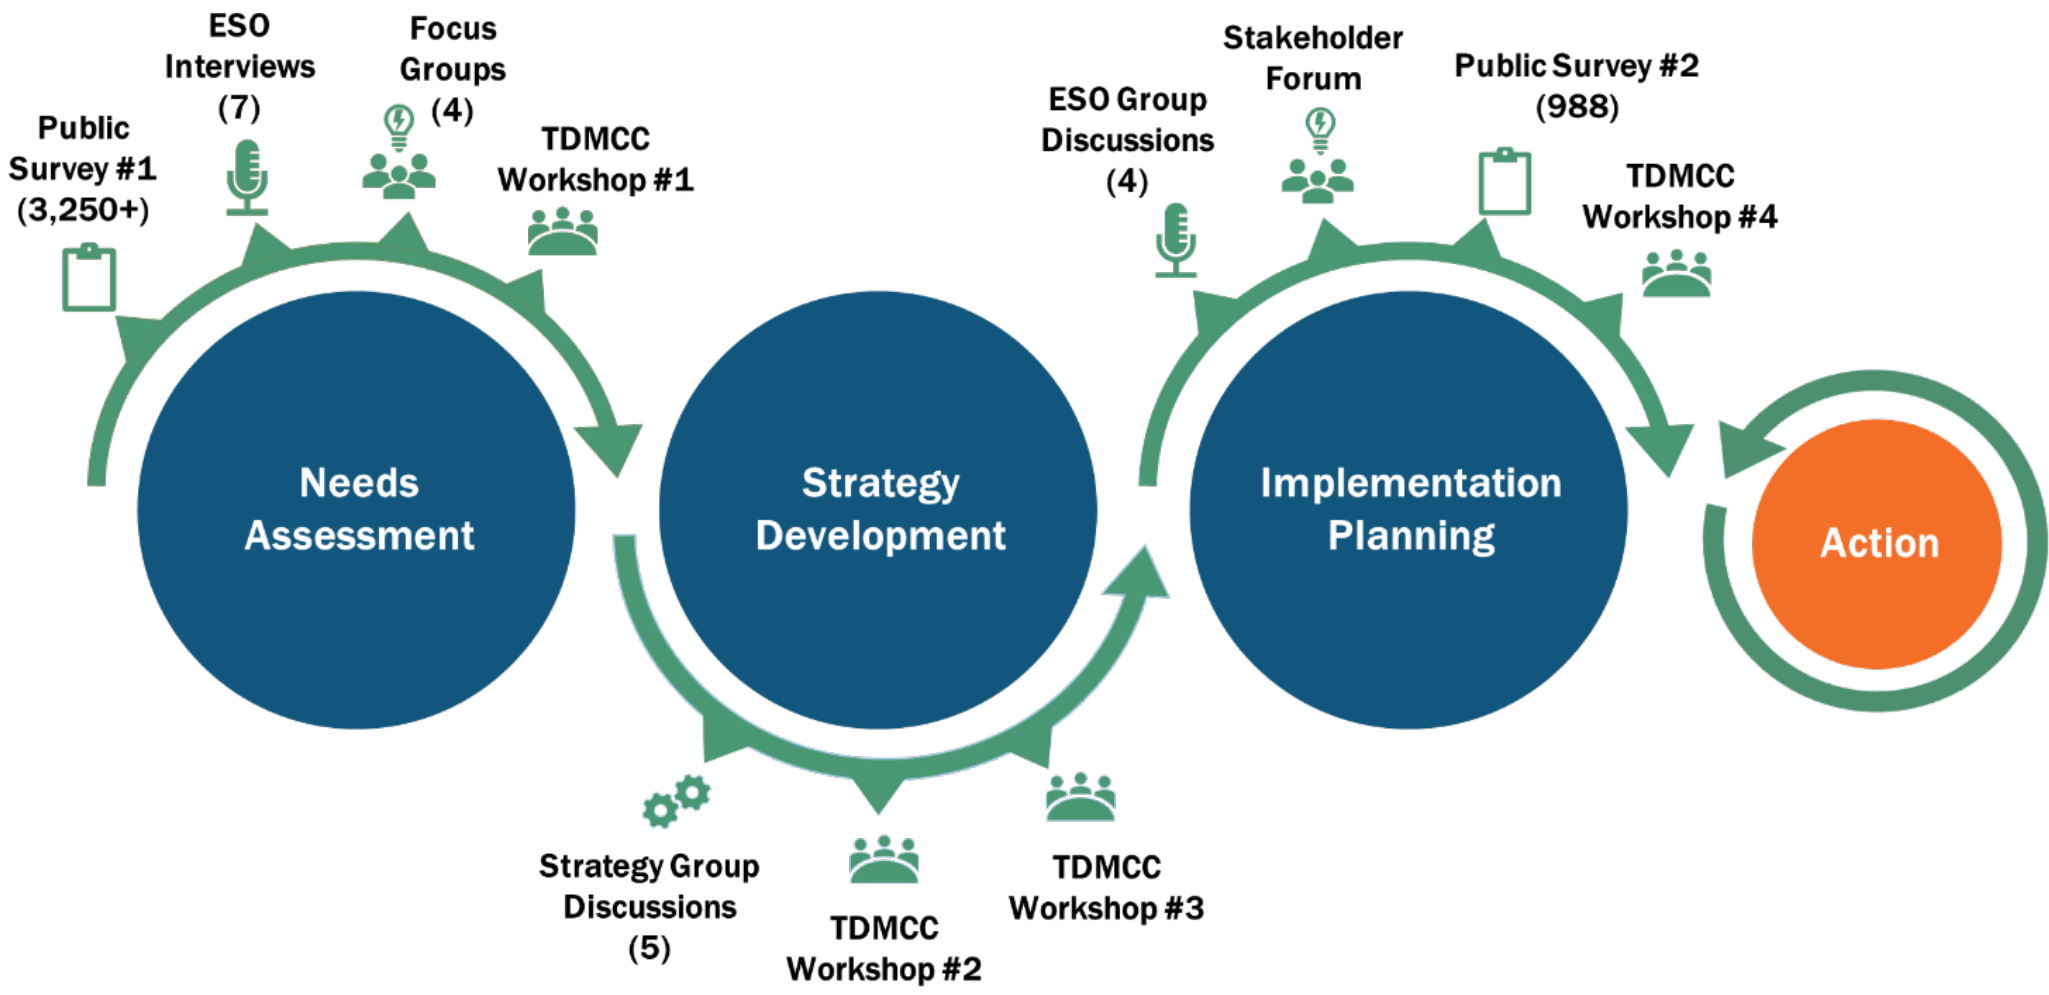 Public
Survey #1
(3,250+)
ESO
Interviews
(7)
Focus
Groups
(4)
TDMCC
Workshop #1
Needs
Assessment
Strategy
Development
Strategy Group
Discussions
(5)
TDMCC
Workshop #2
TDMCC
Workshop #3
ESO Group
Discussions
(4)
Stakeholder
Forum
Public Survey #2
(988)
TDMCC
Workshop #4
Implementation
Planning
Action